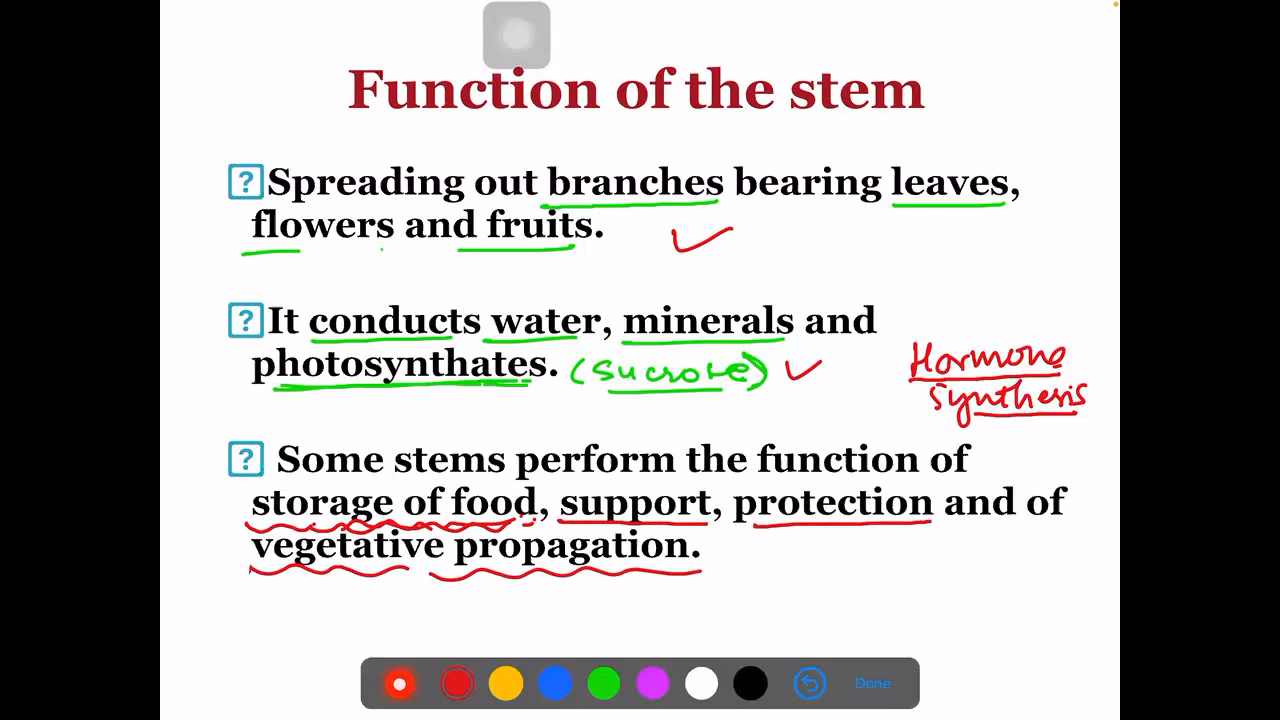 Function of the stem
? Spreading out branches bearing leaves,
flowers and fruits.
? It conducts water, minerals and
photosynthates. (Sucrose)
Hormone
Synthesis
? Some stems perform the function of
storage of food, support, protection and of
vegetative propagation.
Done